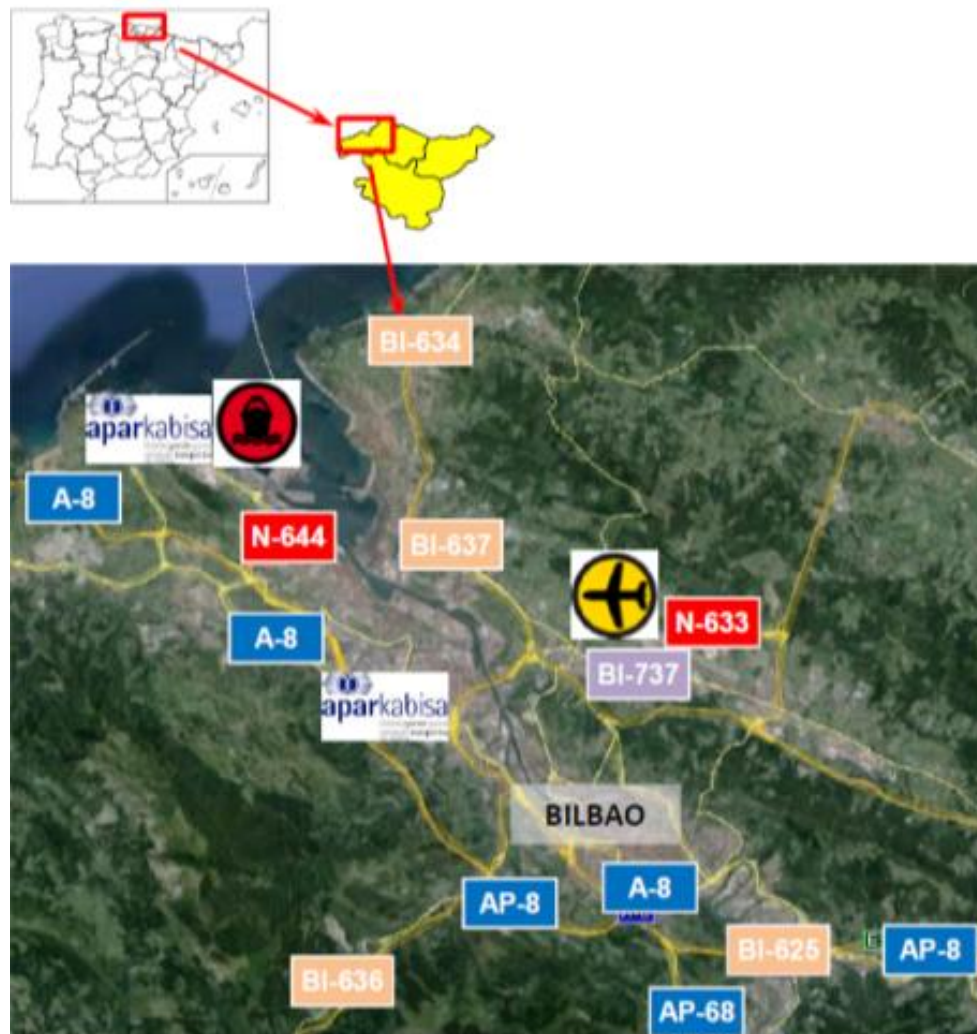 BI-634
aparkabisa
A-8
N-644
BI-637
N-633
A-8
BI-737
aparkabisa
BILBAO
A-8
AP-8
BI-625
AP-8
BI-636
AP-68